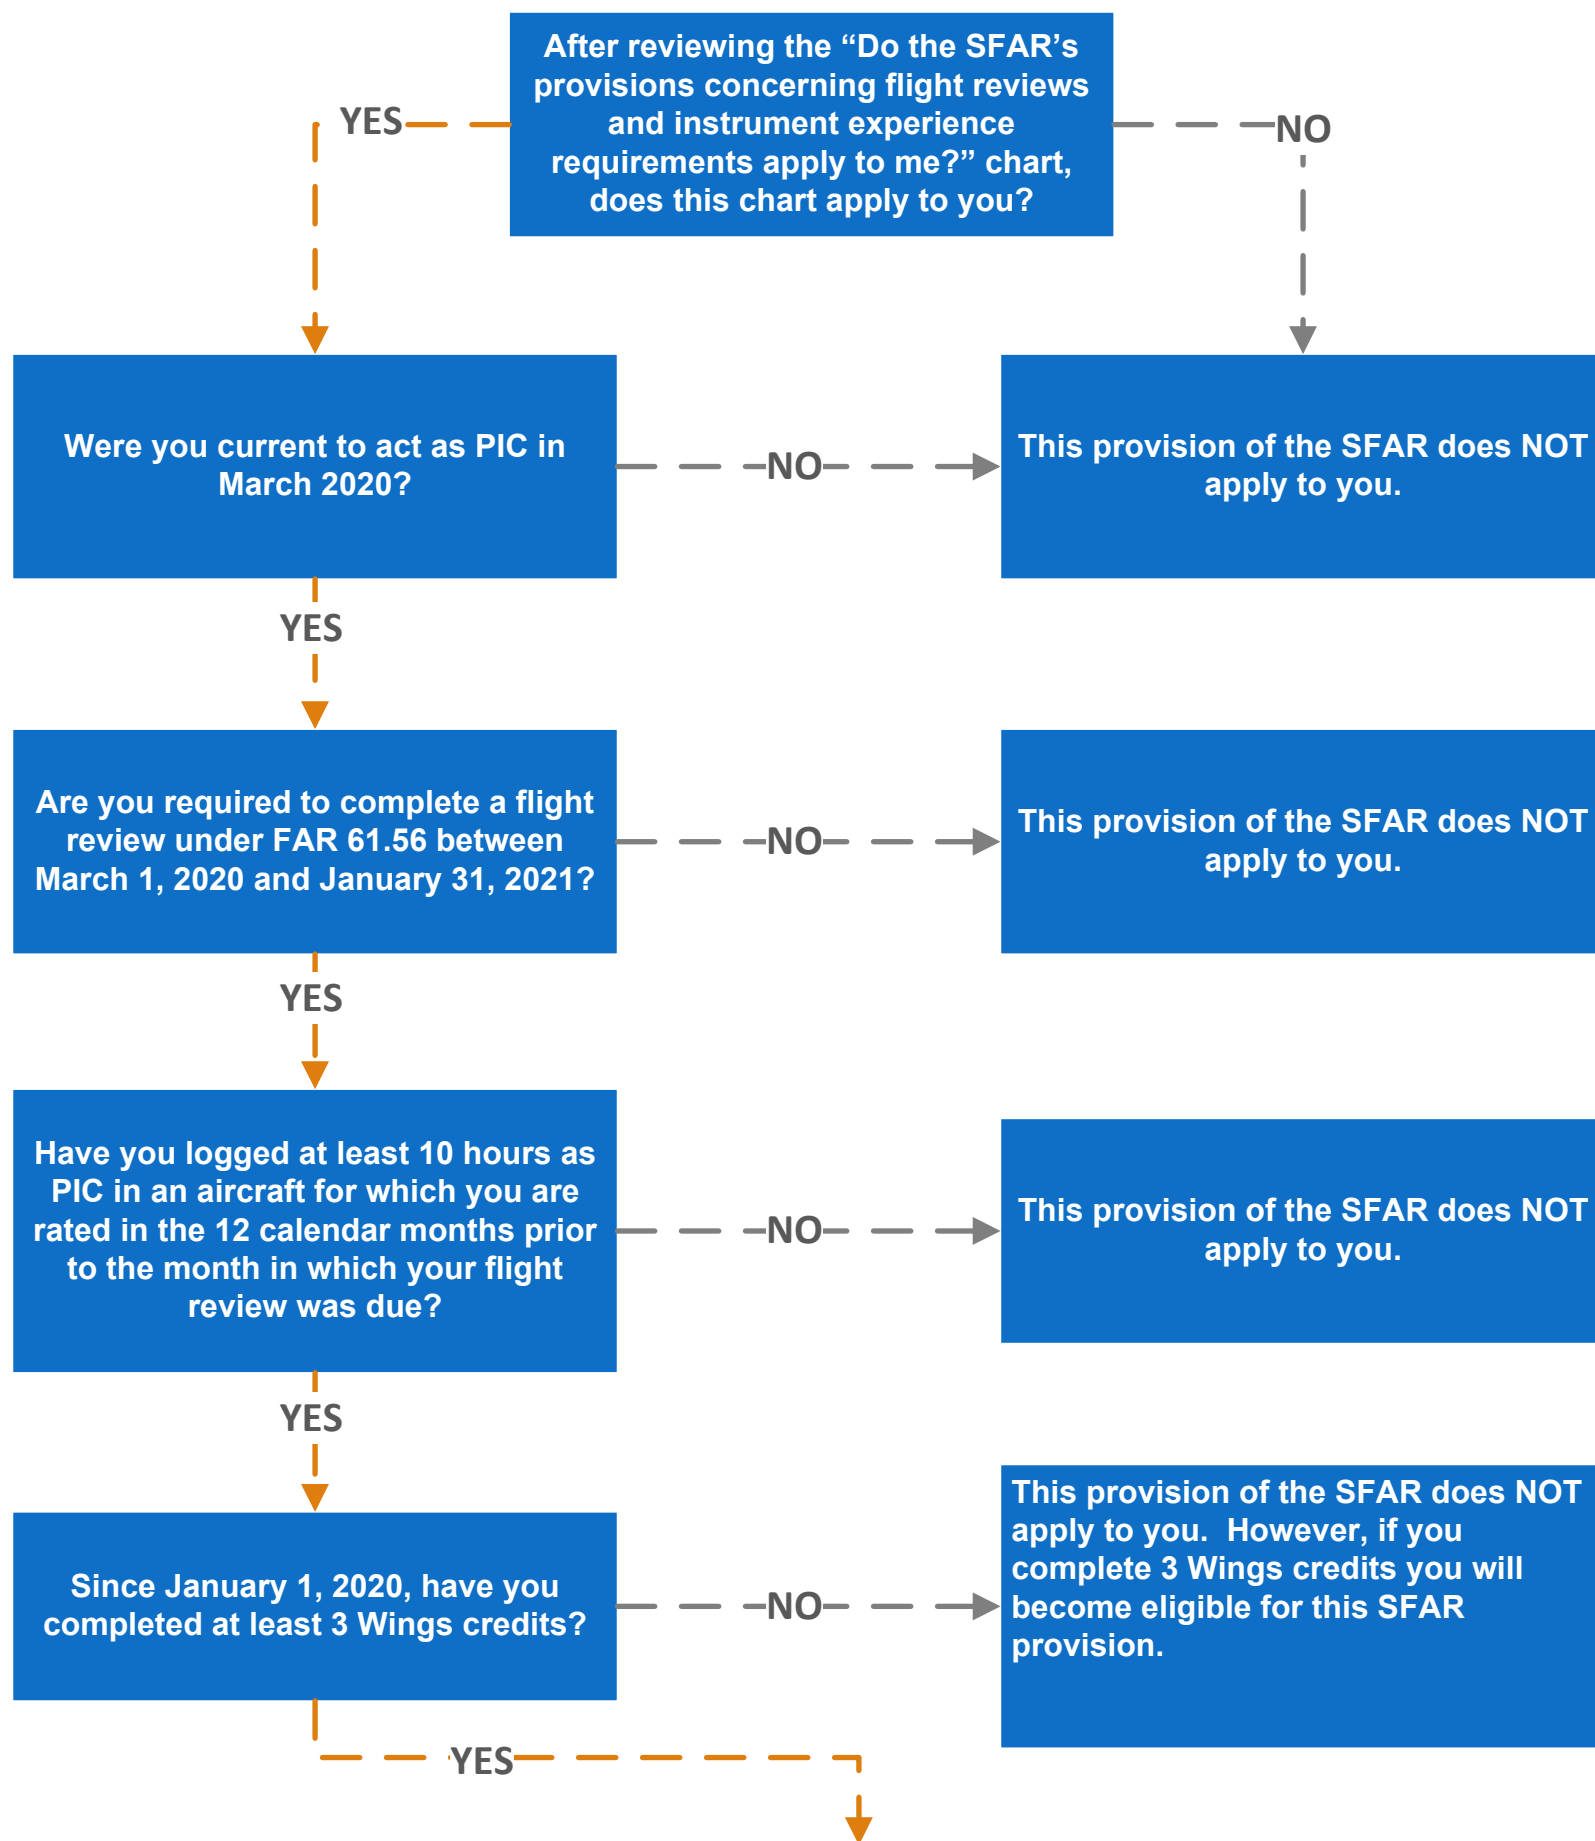 After reviewing the “Do the SFAR’s
provisions concerning flight reviews
and instrument experience
requirements apply to me?” chart,
does this chart apply to you?
YES
NO
Were you current to act as PIC in
March 2020?
NO
This provision of the SFAR does NOT
apply to you.
YES
Are you required to complete a flight
review under FAR 61.56 between
March 1, 2020 and January 31, 2021?
NO
This provision of the SFAR does NOT
apply to you.
YES
Have you logged at least 10 hours as
PIC in an aircraft for which you are
rated in the 12 calendar months prior
to the month in which your flight
review was due?
NO
This provision of the SFAR does NOT
apply to you.
YES
Since January 1, 2020, have you
completed at least 3 Wings credits?
NO
This provision of the SFAR does NOT
apply to you.  However, if you
complete 3 Wings credits you will
become eligible for this SFAR
provision.
YES